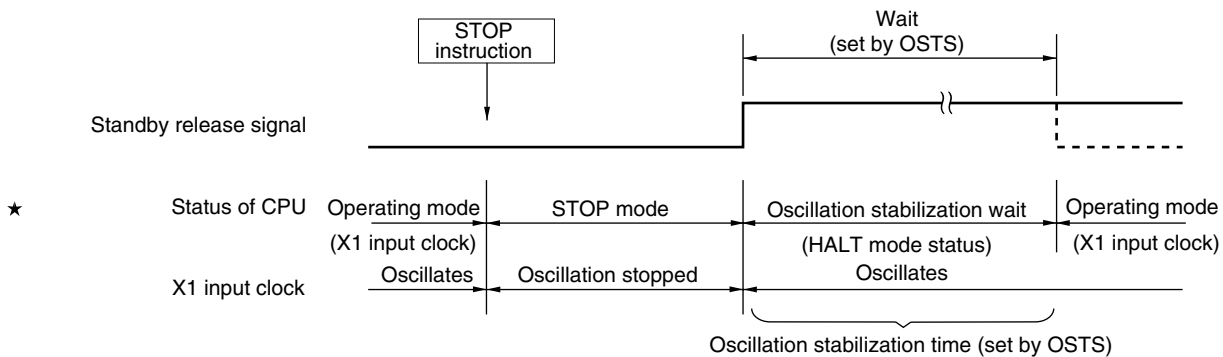 STOP
instruction
Wait
(set by OSTS)
Standby release signal
★ Status of CPU Operating mode STOP mode Oscillation stabilization wait Operating mode
(X1 input clock) (HALT mode status) (X1 input clock)
X1 input clock Oscillates Oscillation stopped Oscillates
Oscillation stabilization time (set by OSTS)